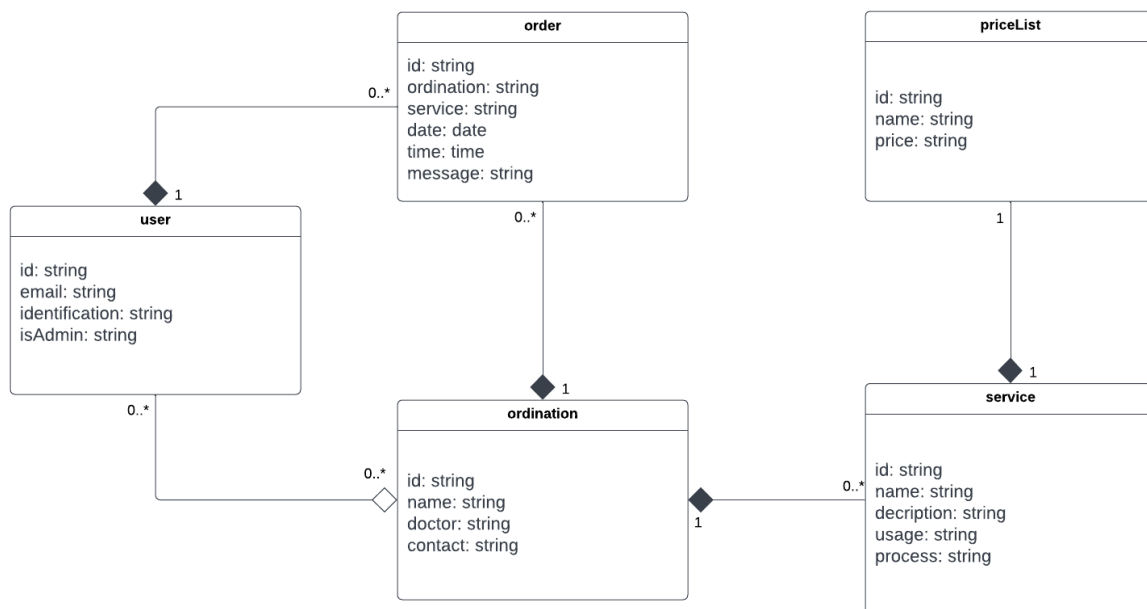 order
id: string
ordination: string
service: string
date: date
time: time
message: string
priceList
id: string
name: string
price: string
0..*
1
user
id: string
email: string
identification: string
isAdmin: string
0..*
0..*
1
1
1
0..*
0..*
ordination
id: string
name: string
doctor: string
contact: string
1
0..*
service
id: string
name: string
decription: string
usage: string
process: string